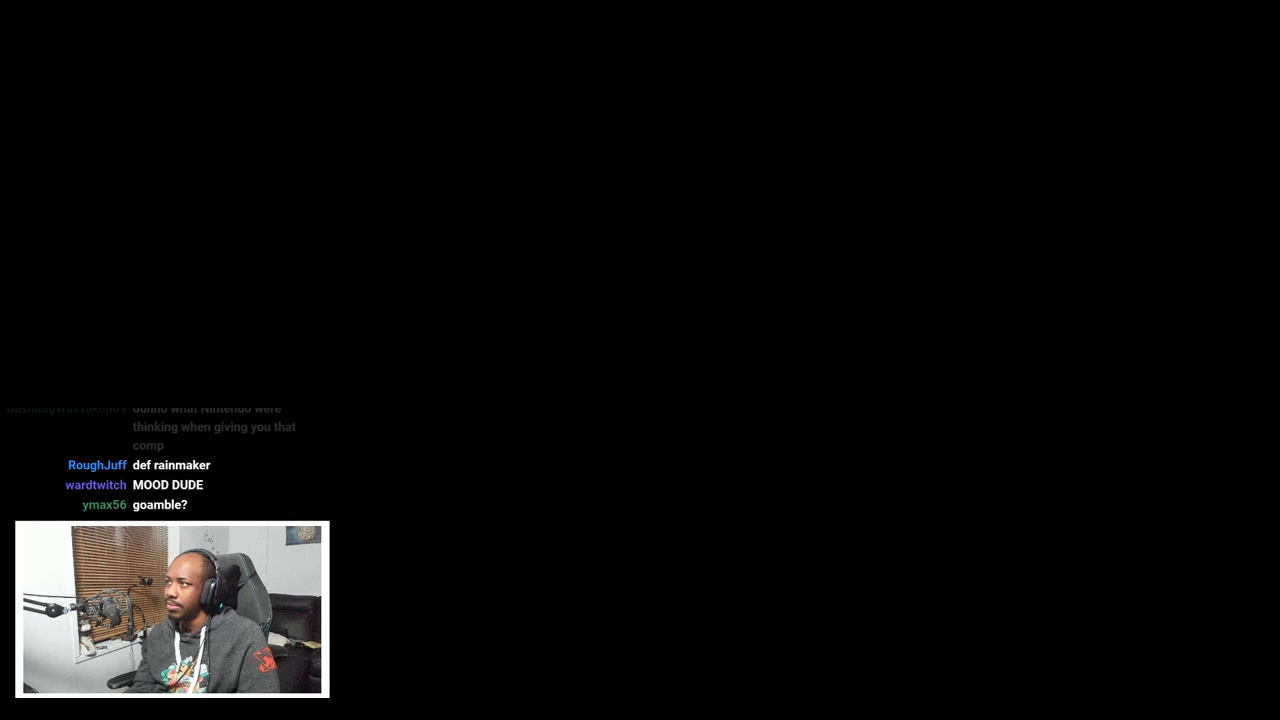 dunno what Nintendo were
thinking when giving you that
comp
RoughJuff def rainmaker
wardtwitch MOOD DUDE
ymax56 goamble?